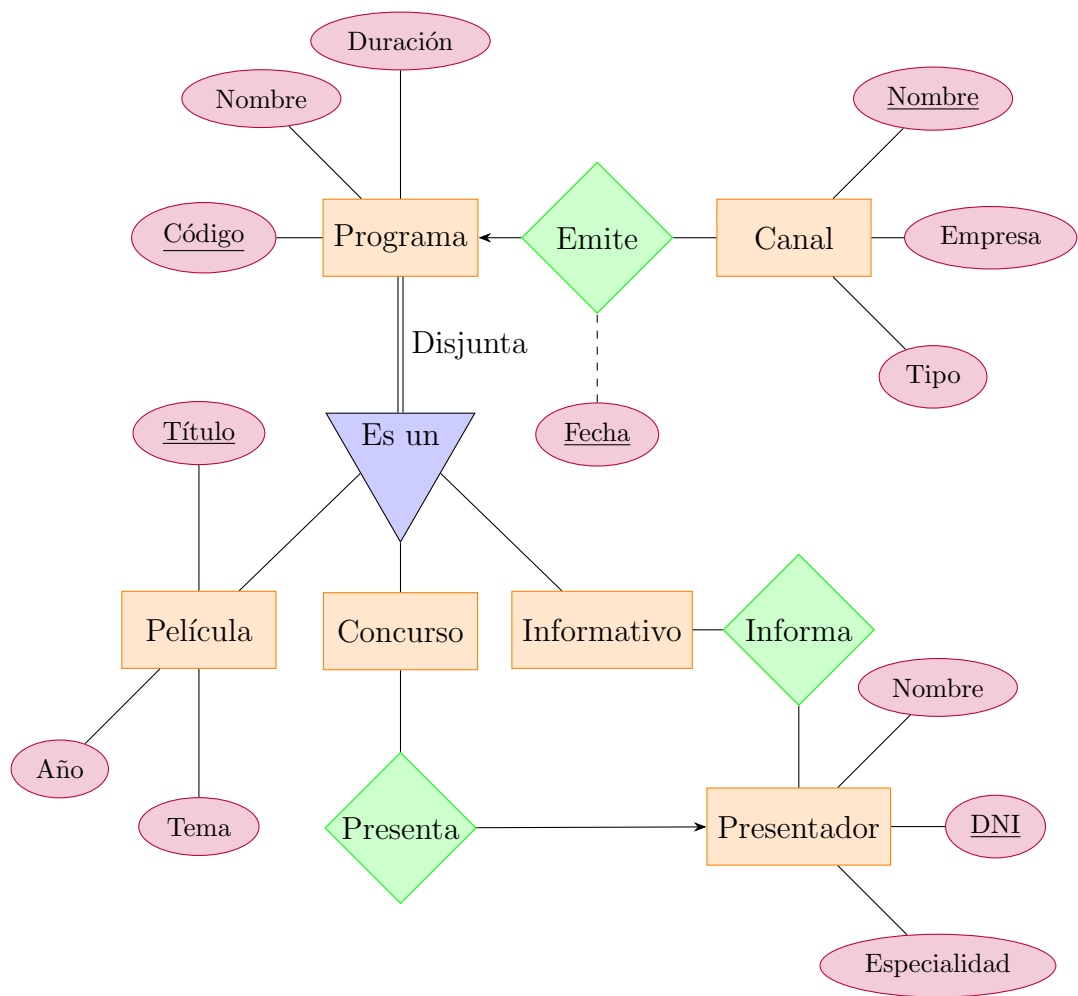 Duración
Nombre
Nombre
Código
Programa
Emite
Canal
Empresa
Disjunta
Tipo
Título
Es un
Fecha
Película
Concurso
Informativo
Informa
Nombre
Año
Tema
Presenta
Presentador
DNI
Especialidad